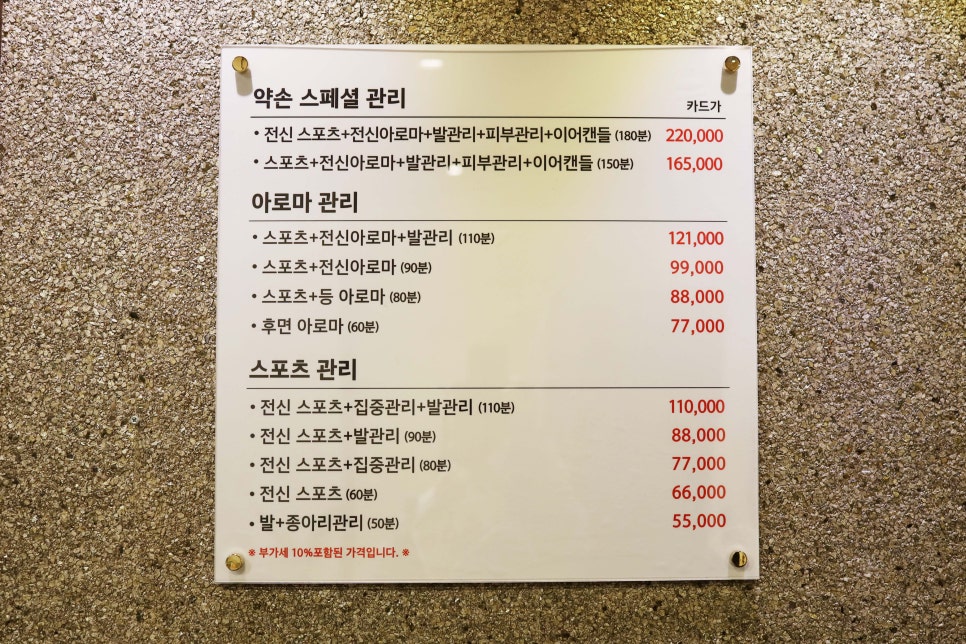 약손 스페셜 관리
카드가
• 전신 스포츠+전신아로마+발관리+피부관리+이어캔들 (180분) 220,000
• 스포츠+전신아로마+발관리+피부관리+이어캔들 (150분) 165,000
아로마 관리
• 스포츠+전신아로마+발관리 (110분) 121,000
• 스포츠+전신아로마 (90분) 99,000
• 스포츠+등 아로마 (80분) 88,000
• 후면 아로마 (60분) 77,000
스포츠 관리
• 전신 스포츠+집중관리+발관리 (110분) 110,000
• 전신 스포츠+발관리 (90분) 88,000
• 전신 스포츠+집중관리 (80분) 77,000
• 전신 스포츠 (60분) 66,000
• 발+종아리관리 (50분) 55,000
※ 부가세 10%포함된 가격입니다. ※